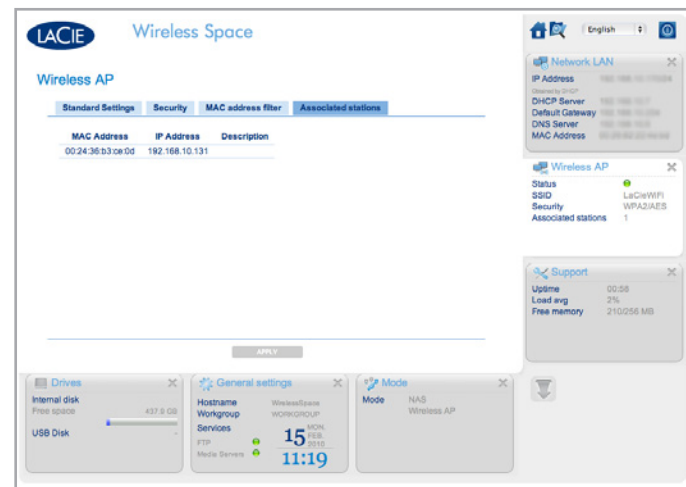 LACIE
Wireless Space
English
Wireless AP
Standard Settings Security MAC address filter Associated stations
MAC Address IP Address Description
00:24:36:b3:ce:0d 192.168.10.131
APPLY
Network LAN
IP Address
Obtained by DHCP
DHCP Server
Default Gateway
DNS Server
MAC Address
Wireless AP
Status
SSID LaCieWIFI
Security WPA2/AES
Associated stations 1
Support
Uptime 00:56
Load avg 2%
Free memory 210/256 MB
Drives
Internal disk
Free space 437.9 GB
USB Disk -
General settings
Hostname WirelessSpace
Workgroup WORKGROUP
Services
FTP
Media Servers
15 MON.
FEB.
2010
11:19
Mode
Mode NAS
Wireless AP